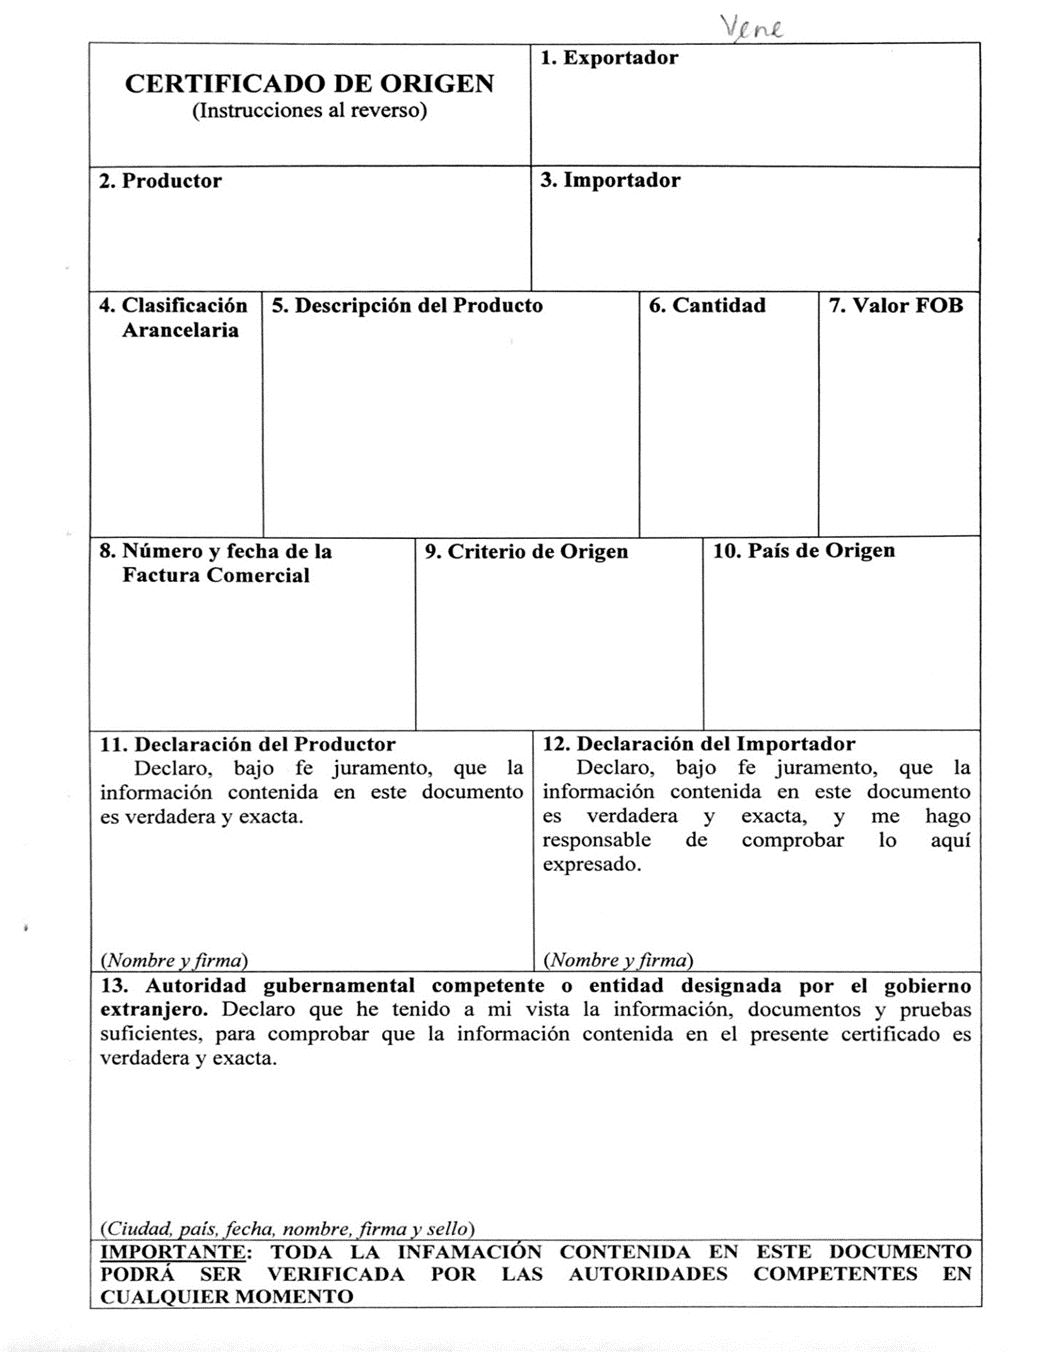 Vene
CERTIFICADO DE ORIGEN
(Instrucciones al reverso)
1. Exportador
2. Productor
3. Importador
4. Clasificación
Arancelaria
5. Descripción del Producto
6. Cantidad
7. Valor FOB
8. Número y fecha de la
Factura Comercial
9. Criterio de Origen
10. País de Origen
11. Declaración del Productor
Declaro, bajo fe juramento, que la
información contenida en este documento
es verdadera y exacta.
(Nombre y firma)
12. Declaración del Importador
Declaro, bajo fe juramento, que la
información contenida en este documento
es verdadera y exacta, y me hago
responsable de comprobar lo aquí
expresado.
(Nombre y firma)
13. Autoridad gubernamental competente o entidad designada por el gobierno
extranjero. Declaro que he tenido a mi vista la información, documentos y pruebas
suficientes, para comprobar que la información contenida en el presente certificado es
verdadera y exacta.
(Ciudad, país, fecha, nombre, firma y sello)
IMPORTANTE: TODA LA INFAMACIÓN CONTENIDA EN ESTE DOCUMENTO
PODRÁ SER VERIFICADA POR LAS AUTORIDADES COMPETENTES EN
CUALQUIER MOMENTO